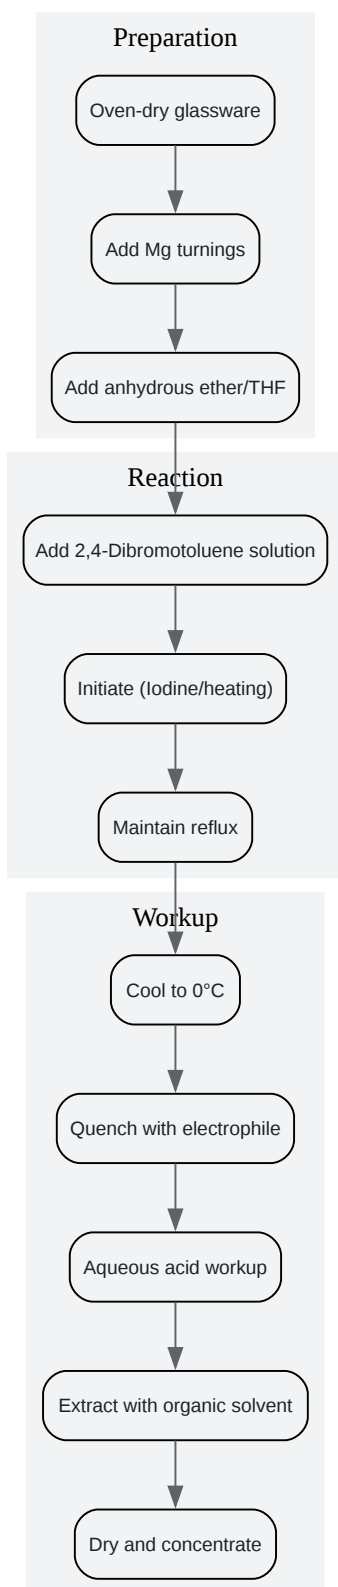 Preparation
Oven-dry glassware
Add Mg turnings
Add anhydrous ether/THF
Reaction
Add 2,4-Dibromotoluene solution
Initiate (Iodine/heating)
Maintain reflux
Workup
Cool to 0°C
Quench with electrophile
Aqueous acid workup
Extract with organic solvent
Dry and concentrate